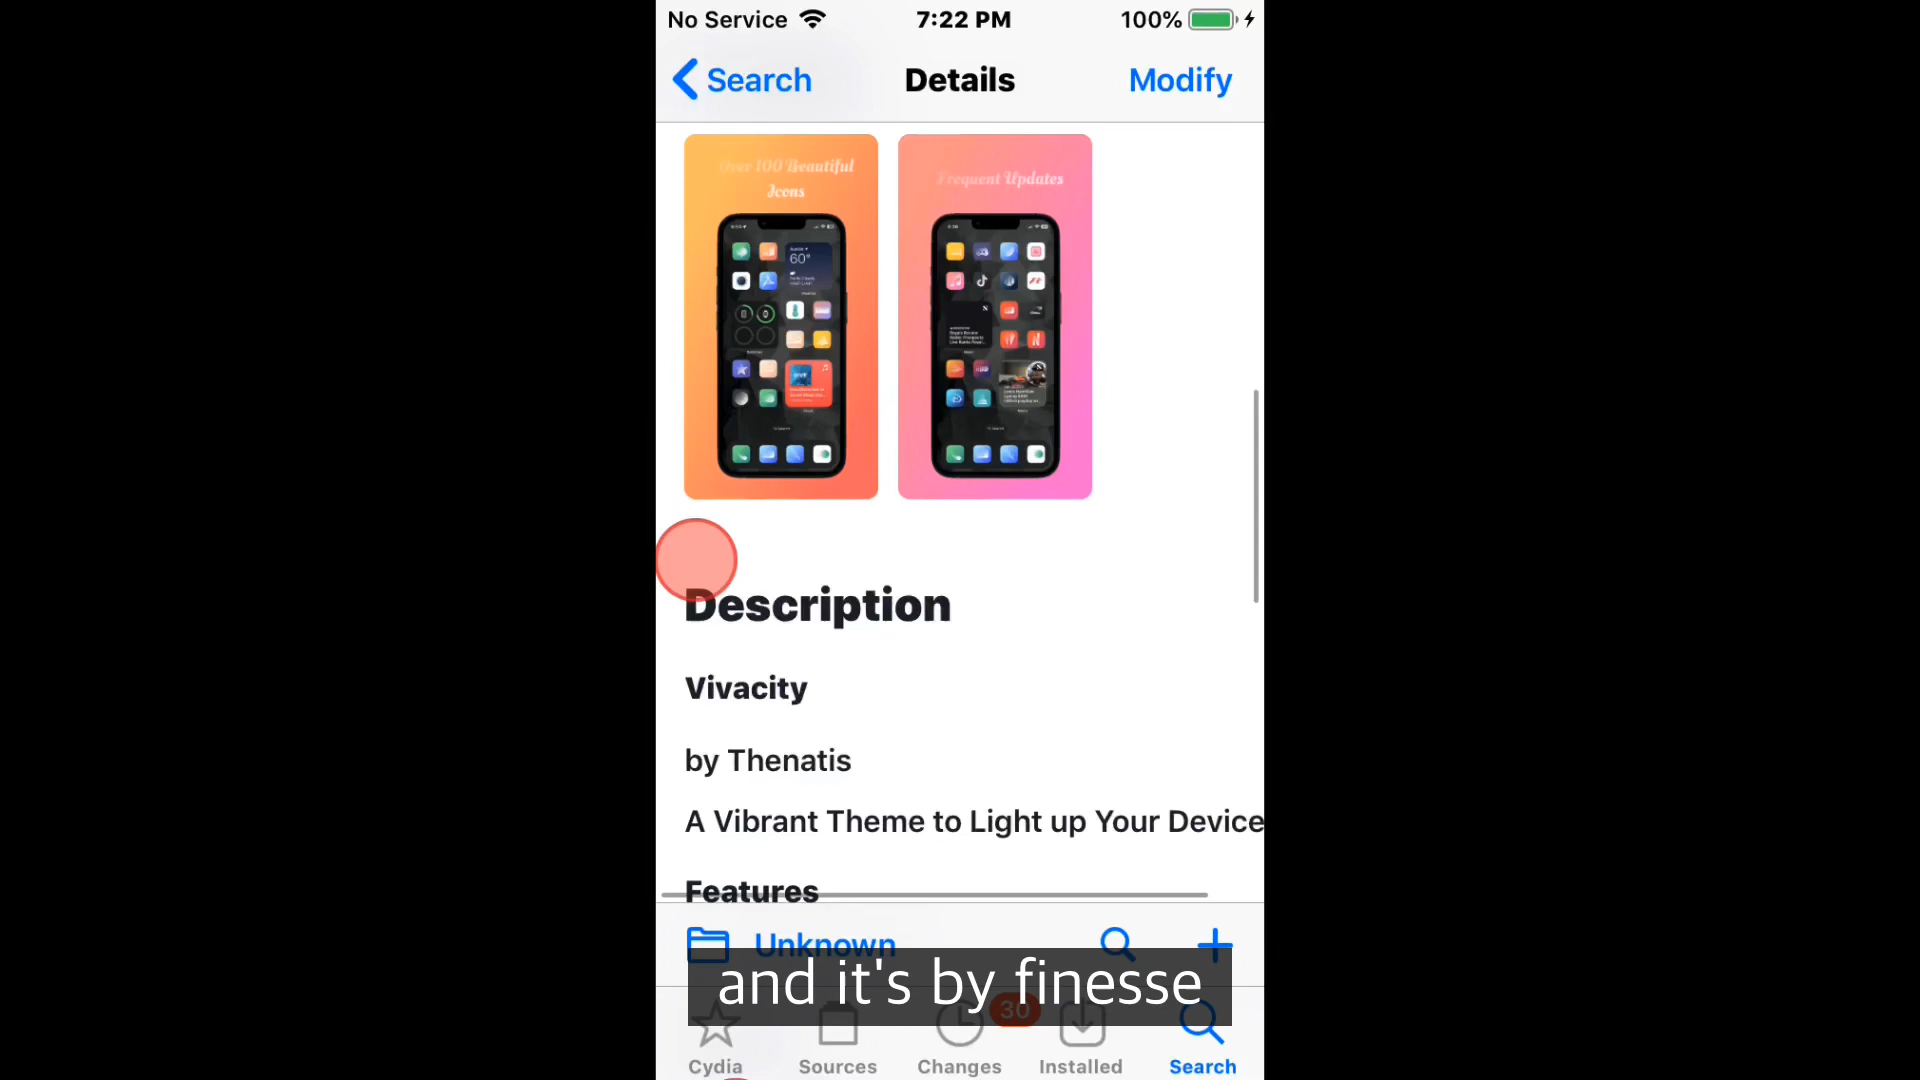 No Service 7:22 PM 100%
Search Details Modify
Over 100 Beautiful
Icons
Frequent Updates
60°
Description
Vivacity
by Thenatis
A Vibrant Theme to Light up Your Device
Features
Unknown
and it's by finesse
30
Cydia Sources Changes Installed Search